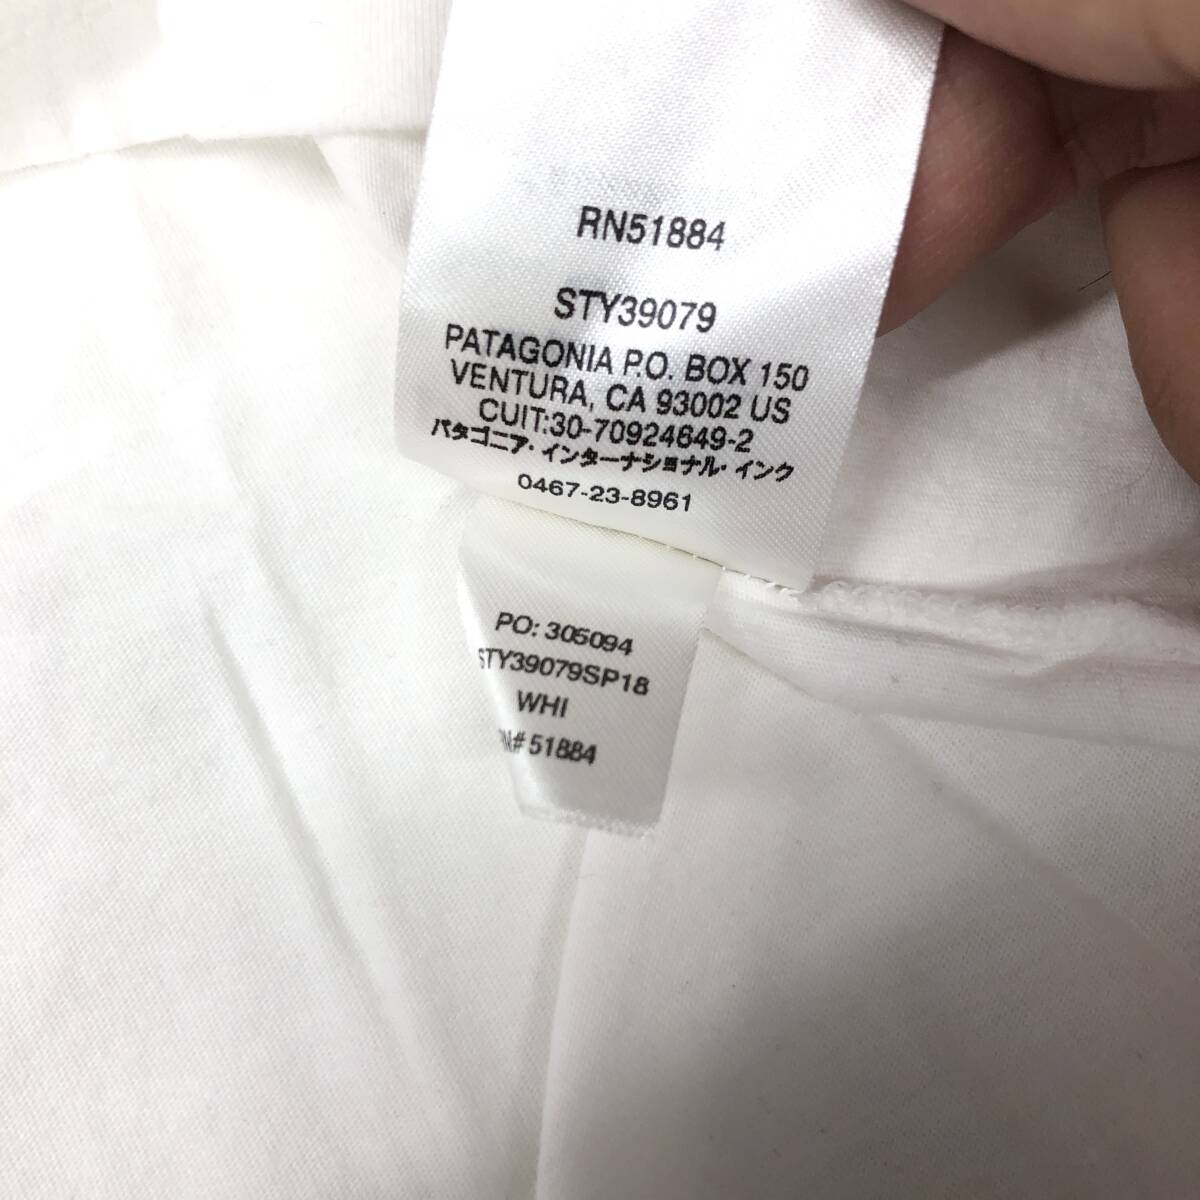 RN51884
STY39079
PATAGONIA P.O. BOX 150
VENTURA, CA 93002 US
CUIT:30-70924649-2
パタゴニア・インターナショナル・インク
0467-23-8961
PO: 305094
STY39079SP18
WHI
RN# 51884